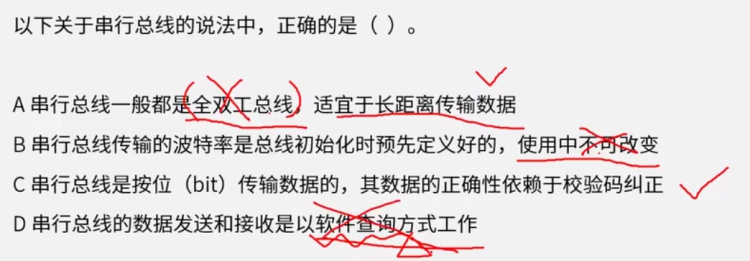 以下关于串行总线的说法中，正确的是（ ）。
A 串行总线一般都是全双工总线，适宜于长距离传输数据
B 串行总线传输的波特率是总线初始化时预先定义好的，使用中不可改变
C 串行总线是按位（bit）传输数据的，其数据的正确性依赖于校验码纠正
D 串行总线的数据发送和接收是以软件查询方式工作